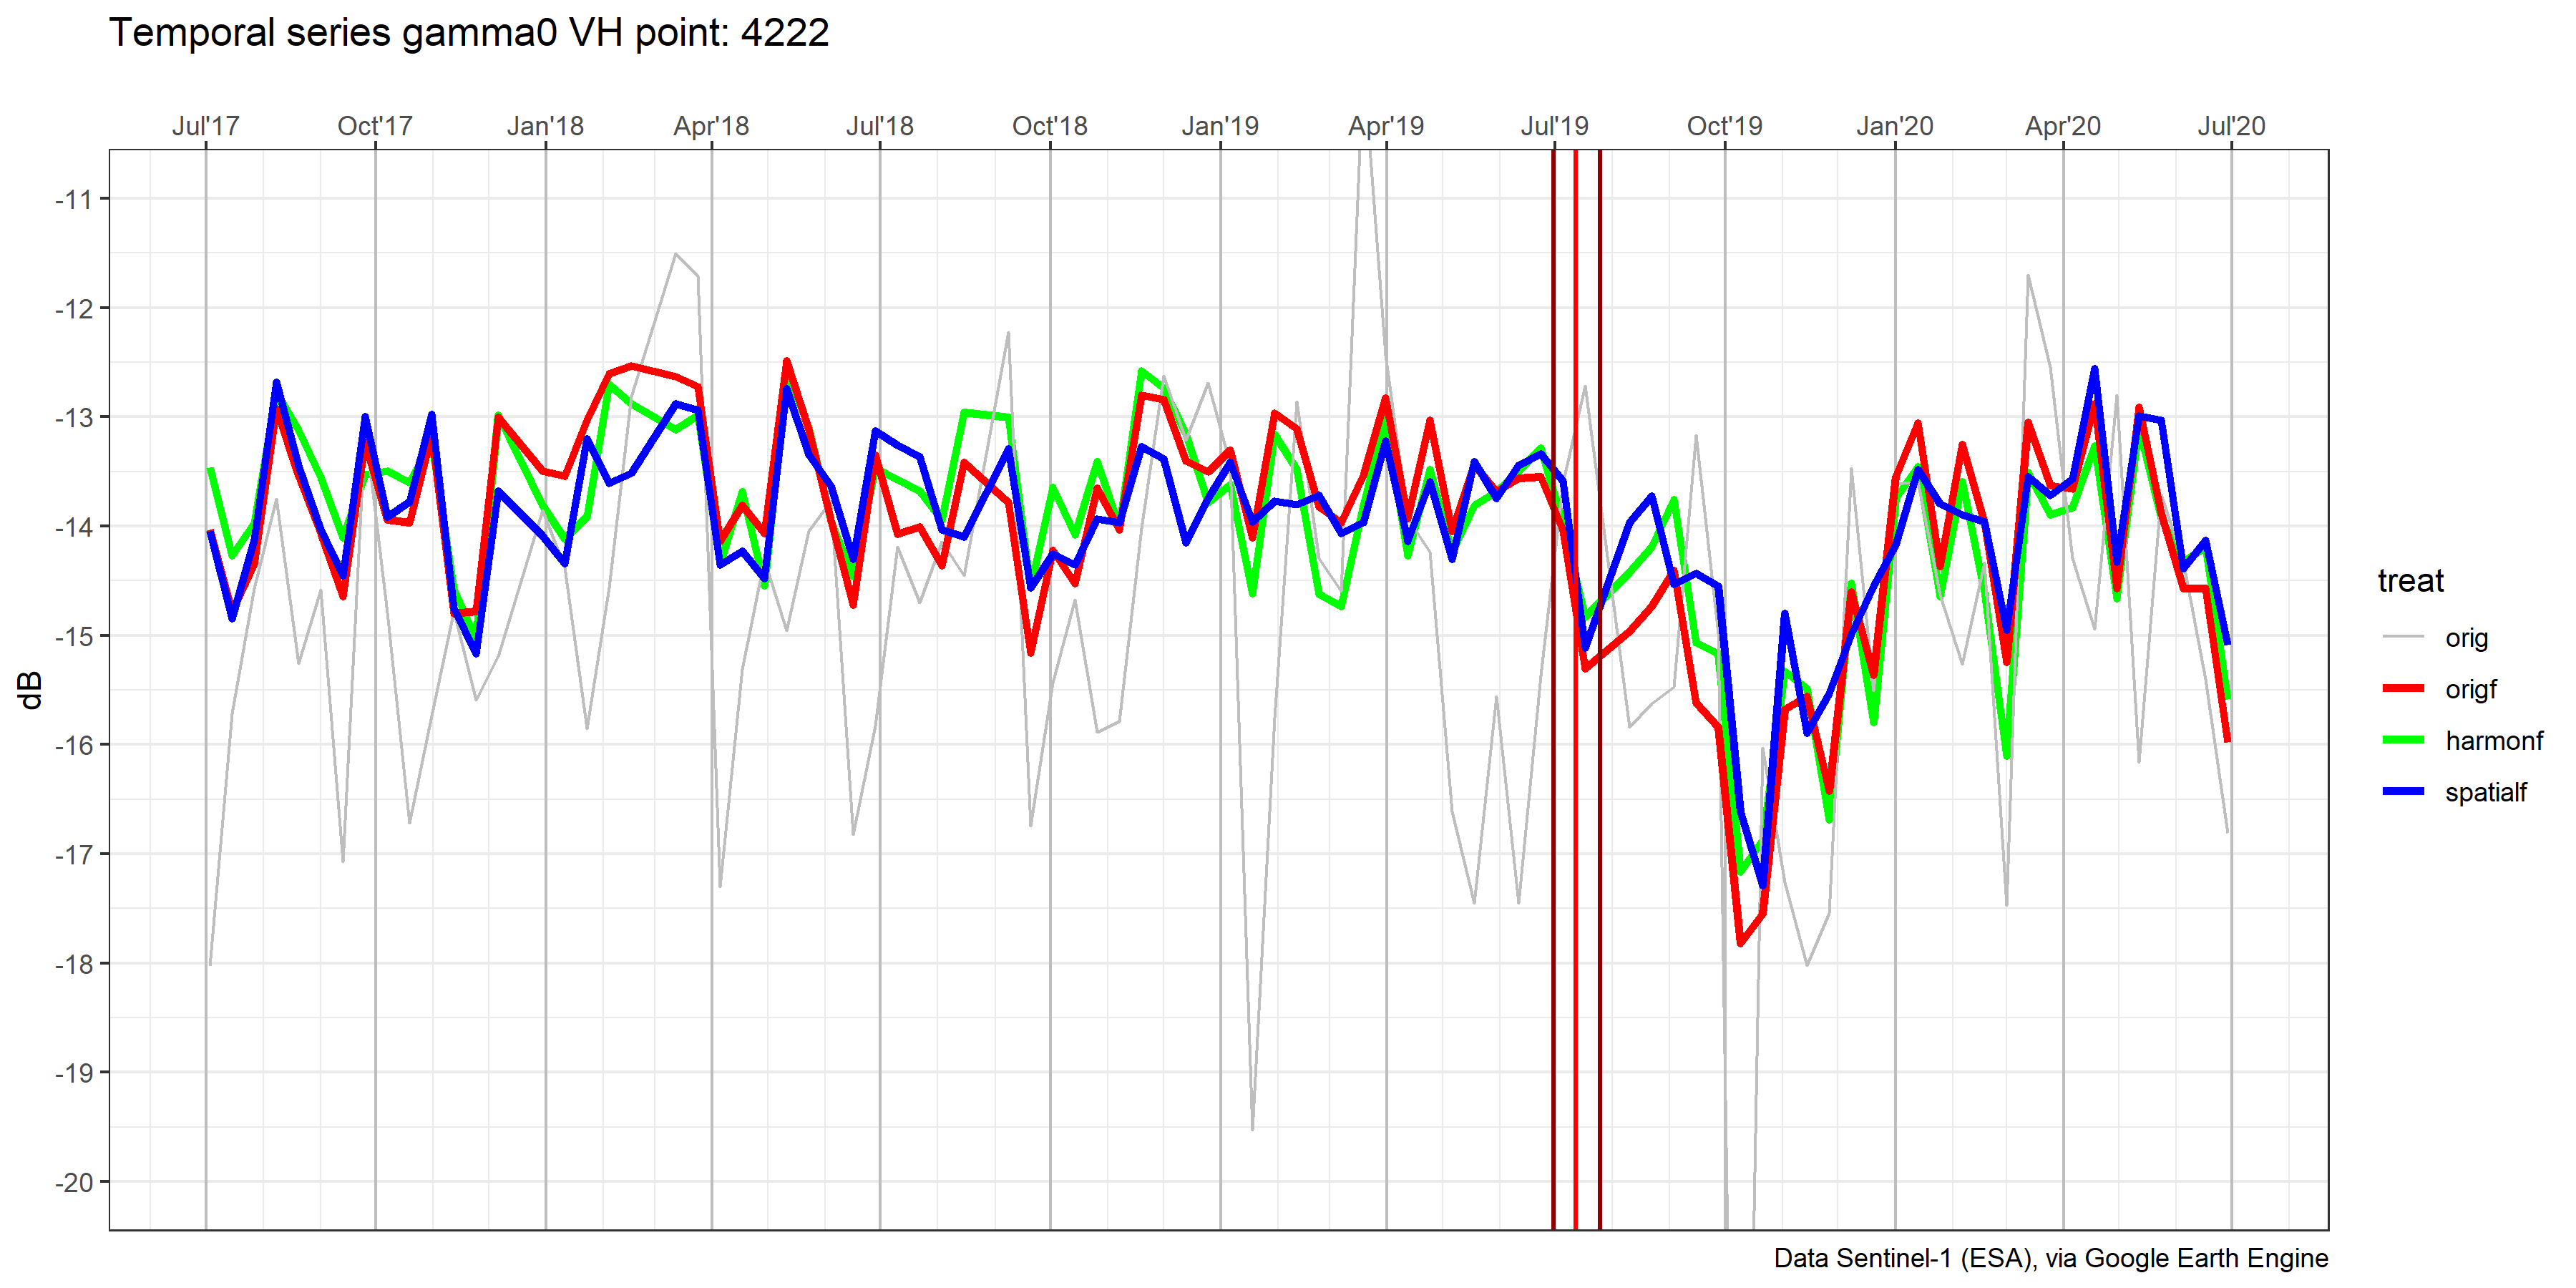 Temporal series gamma0 VH point: 4222
Jul'17 Oct'17 Jan'18 Apr'18 Jul'18 Oct'18 Jan'19 Apr'19 Jul'19 Oct'19 Jan'20 Apr'20 Jul'20
-11
-12
-13
-14
-15
-16
-17
-18
-19
-20
dB
treat
orig
origf
harmonf
spatialf
Data Sentinel-1 (ESA), via Google Earth Engine